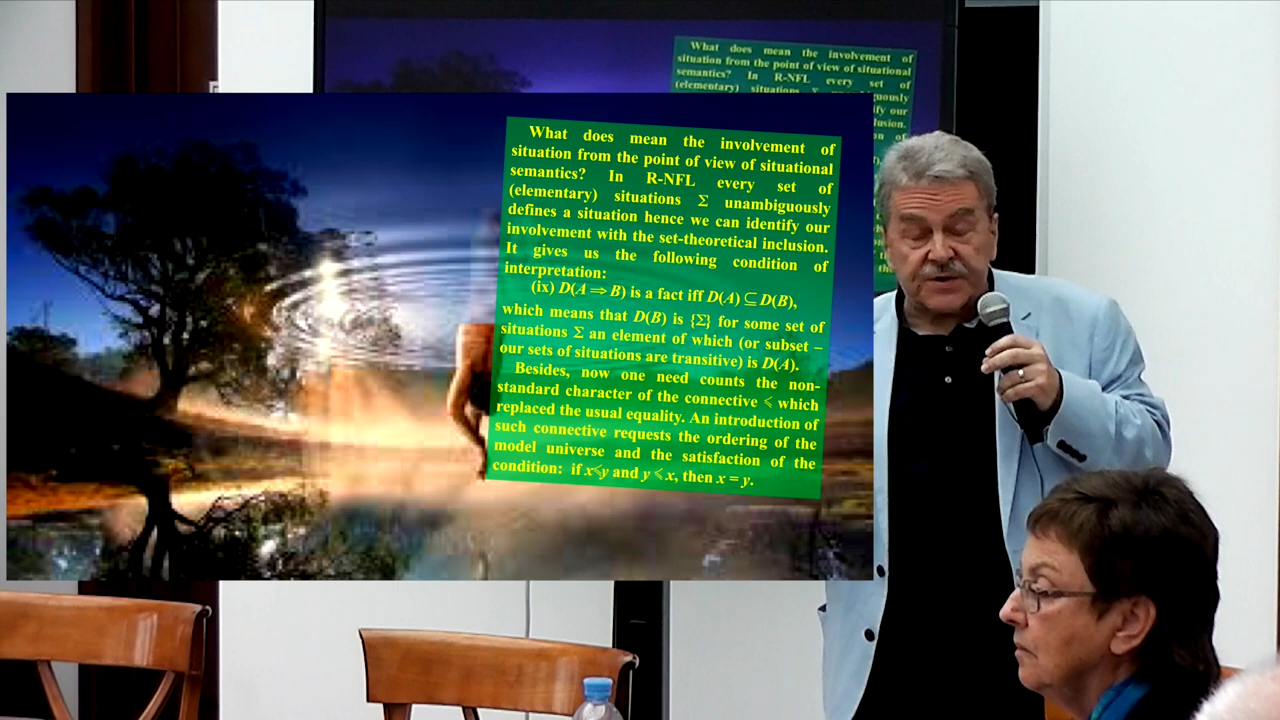 What does mean the involvement of
situation from the point of view of situational
semantics? In R-NFL every set of
(elementary) situations Σ unambiguously
defines a situation hence we can identify our
involvement with the set-theoretical inclusion.
It gives us the following condition of
interpretation:
(ix) D(A ⇒ B) is a fact iff D(A) ⊆ D(B),
which means that D(B) is {Σ} for some set of
situations Σ an element of which (or subset –
our sets of situations are transitive) is D(A).
Besides, now one need counts the non-
standard character of the connective ⩽ which
replaced the usual equality. An introduction of
such connective requests the ordering of the
model universe and the satisfaction of the
condition: if x⩽y and y ⩽ x, then x = y.
What does mean the involvement of
situation from the point of view of situational
semantics? In R-NFL every set of
(elementary) situations